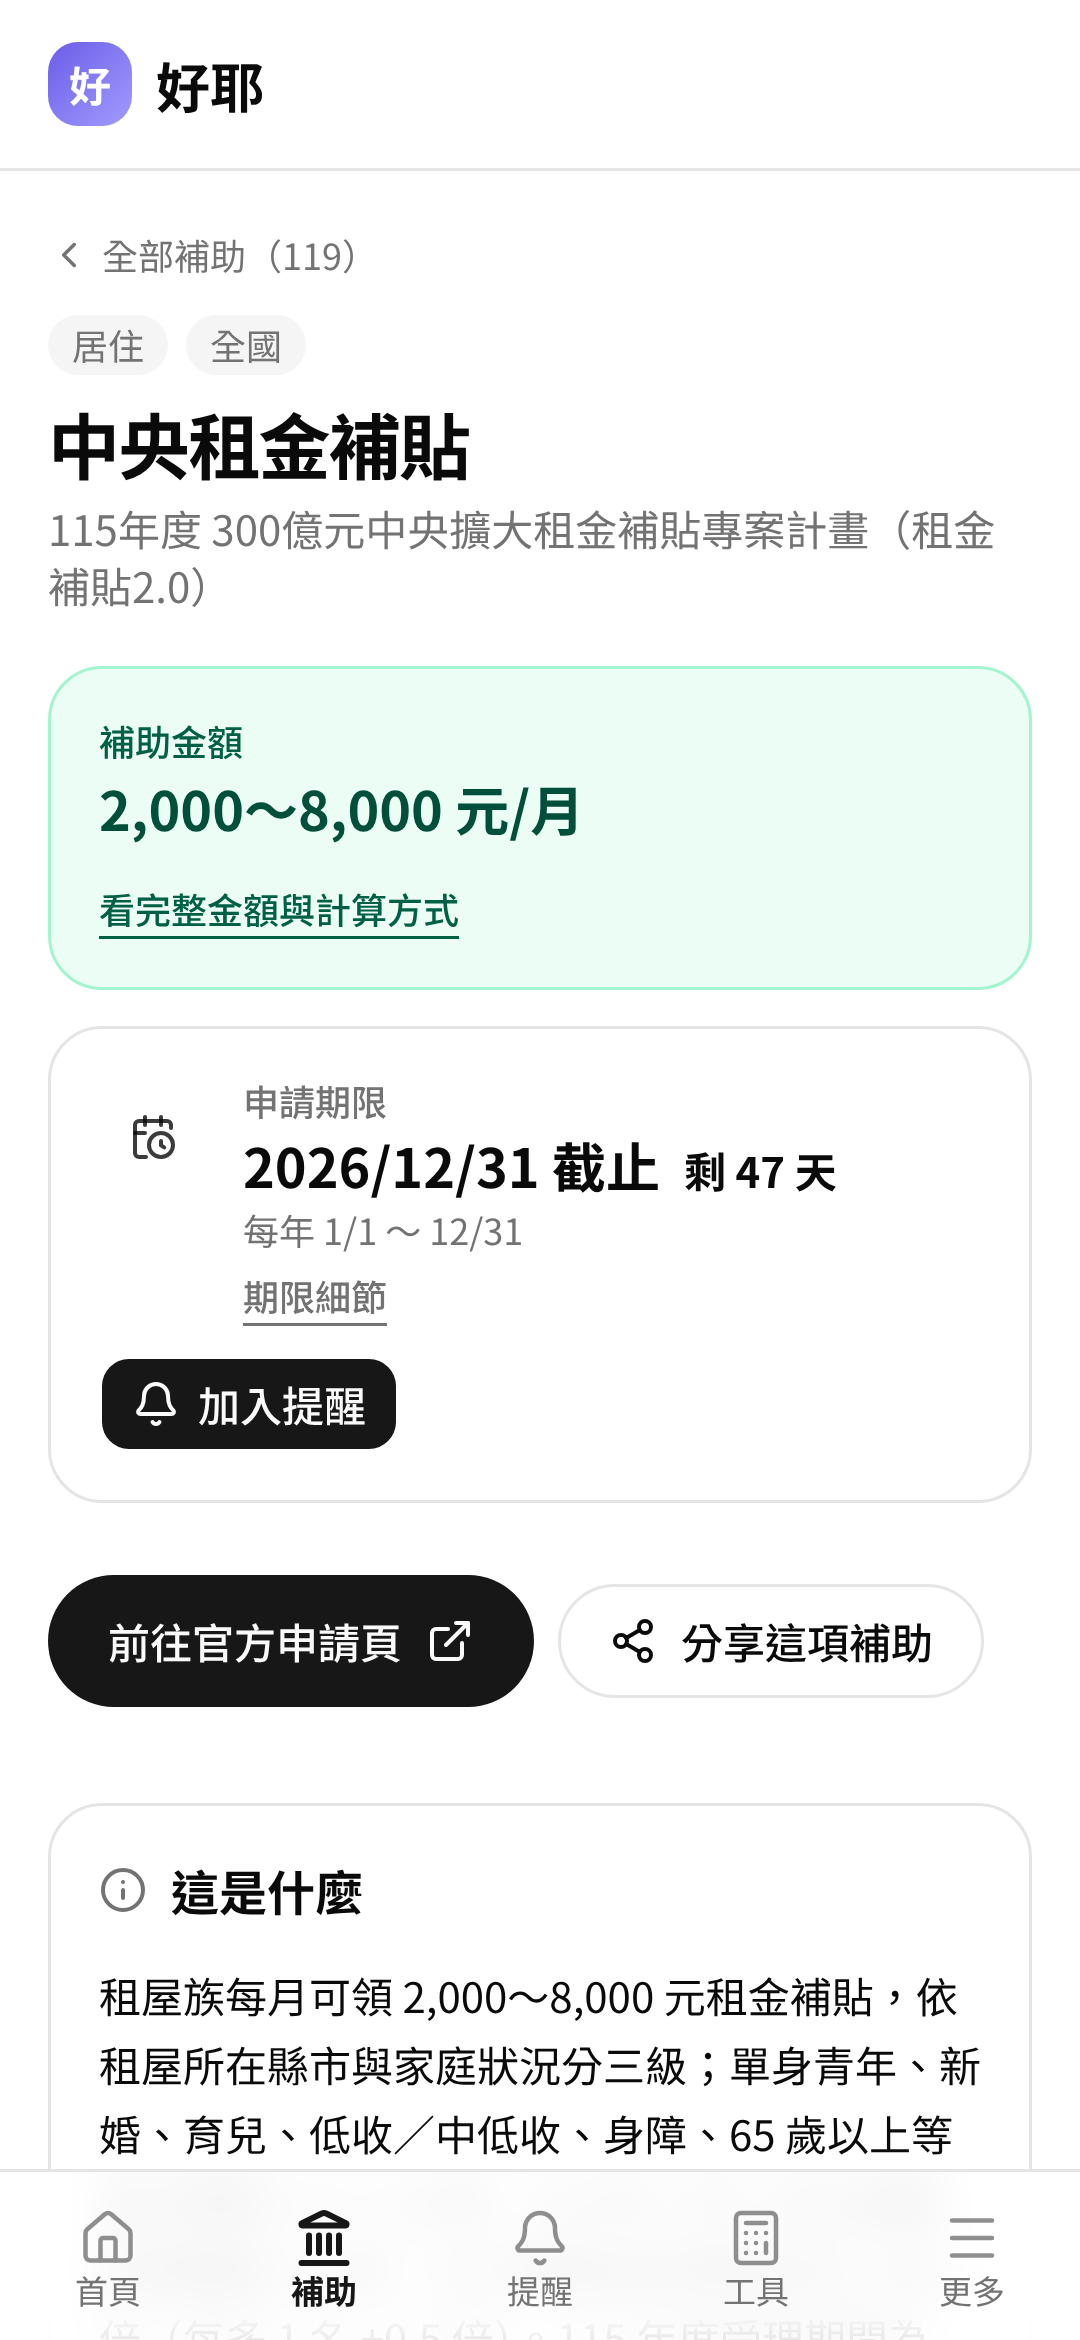 好 好耶
全部補助（119）
居住 全國
中央租金補貼
115年度 300億元中央擴大租金補貼專案計畫（租金
補貼2.0）
補助金額
2,000～8,000 元/月
看完整金額與計算方式
申請期限
2026/12/31 截止 剩 47 天
每年 1/1 ～ 12/31
期限細節
加入提醒
前往官方申請頁 分享這項補助
這是什麼
租屋族每月可領 2,000～8,000 元租金補貼，依
租屋所在縣市與家庭狀況分三級；單身青年、新
婚、育兒、低收／中低收、身障、65 歲以上等
首頁 補助 提醒 工具 更多